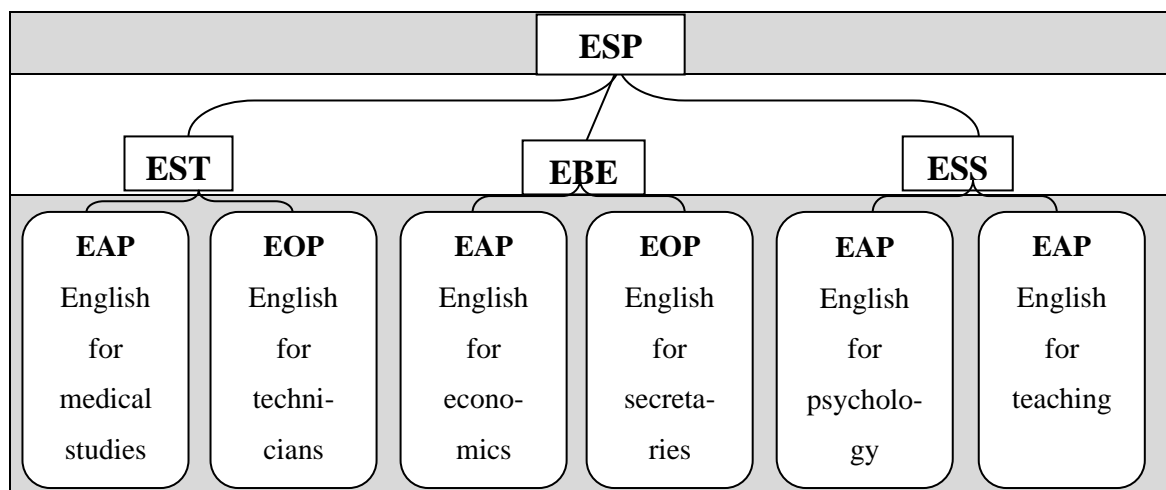 ESP
EST
EBE
ESS
EAP
English
for
medical
studies
EOP
English
for
techni-
cians
EAP
English
for
econo-
mics
EOP
English
for
secreta-
ries
EAP
English
for
psycholo-
gy
EAP
English
for
teaching